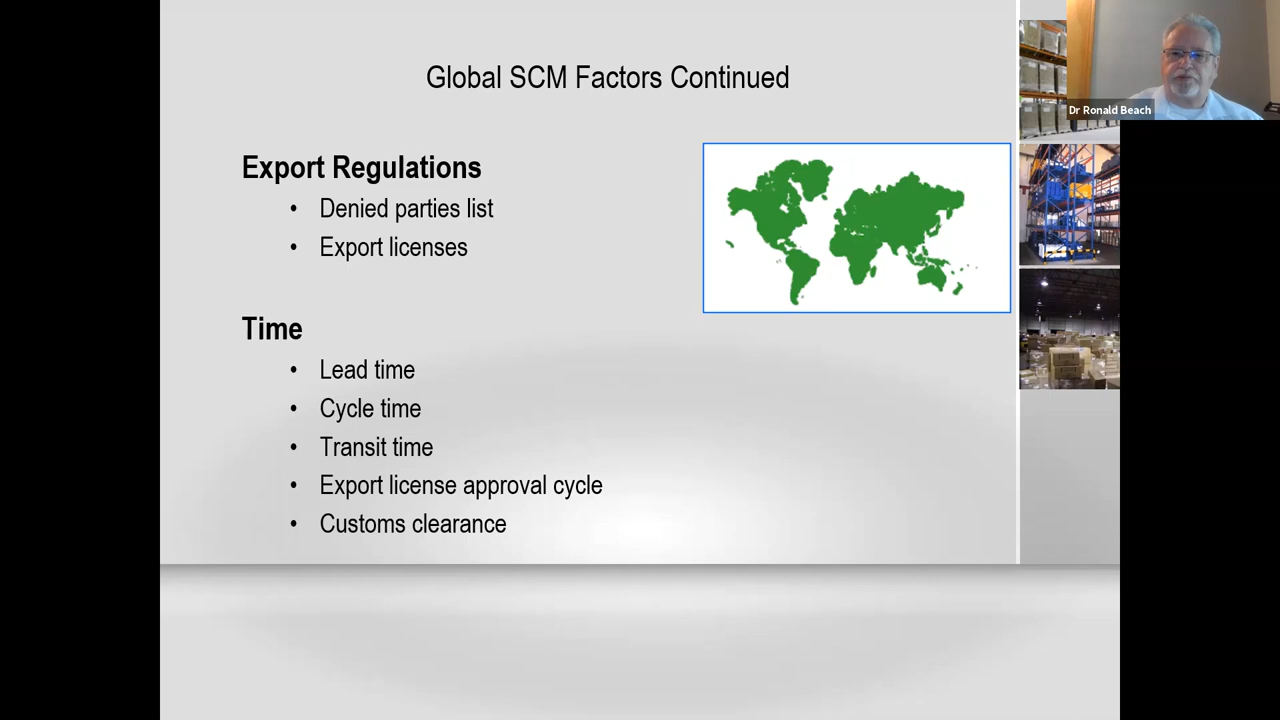 Global SCM Factors Continued
Dr Ronald Beach
Export Regulations
• Denied parties list
• Export licenses
Time
• Lead time
• Cycle time
• Transit time
• Export license approval cycle
• Customs clearance